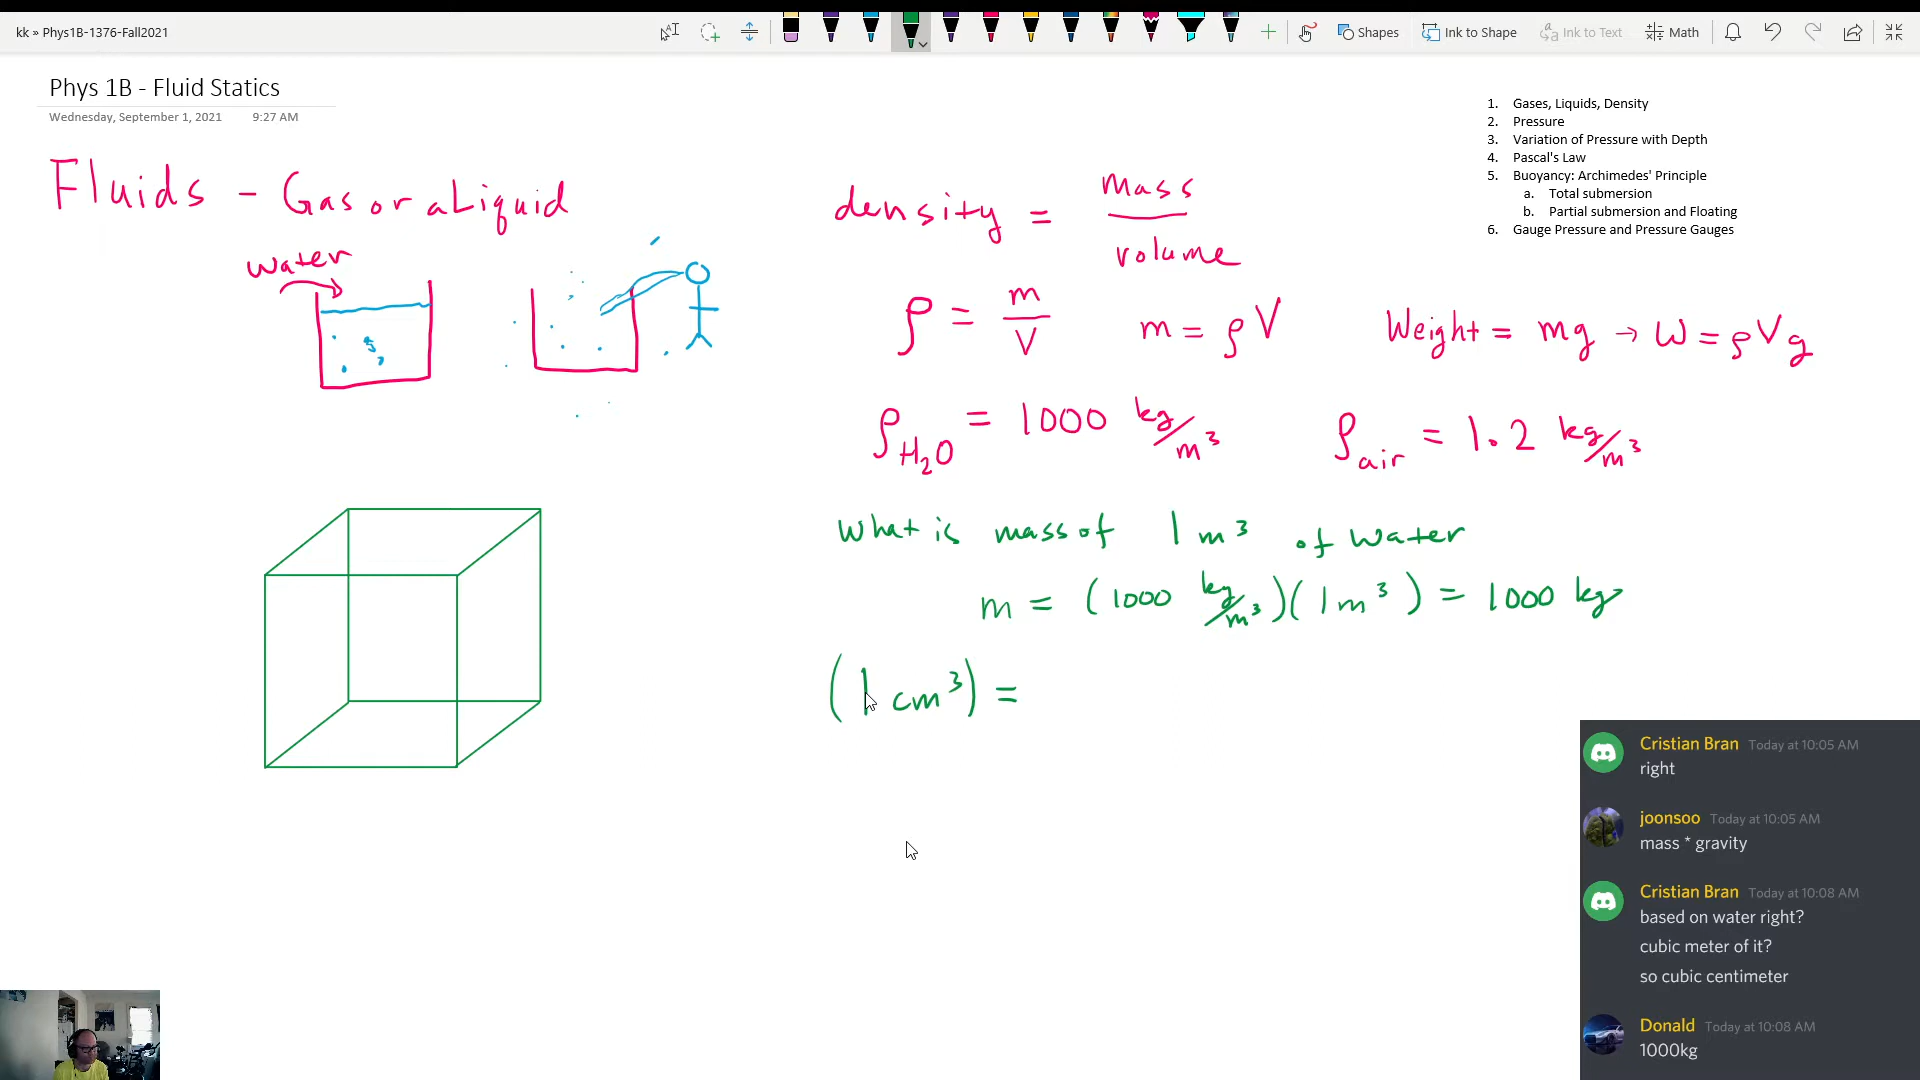 kk » Phys1B-1376-Fall2021
Shapes
Ink to Shape
Ink to Text
Math
Phys 1B - Fluid Statics
Wednesday, September 1, 2021 9:27 AM
1. Gases, Liquids, Density
2. Pressure
3. Variation of Pressure with Depth
4. Pascal's Law
5. Buoyancy: Archimedes' Principle
a. Total submersion
b. Partial submersion and Floating
6. Gauge Pressure and Pressure Gauges
Fluids - Gas or a Liquid
water
density = mass / volume
ρ = m / V   m = ρV   Weight = mg → W = ρVg
ρ_H₂O = 1000 kg/m³   ρ_air = 1.2 kg/m³
What is mass of 1 m³ of water
m = (1000 kg/m³)(1 m³) = 1000 kg
(1 cm³) =
Cristian Bran Today at 10:05 AM
right
joonsoo Today at 10:05 AM
mass * gravity
Cristian Bran Today at 10:08 AM
based on water right?
cubic meter of it?
so cubic centimeter
Donald Today at 10:08 AM
1000kg